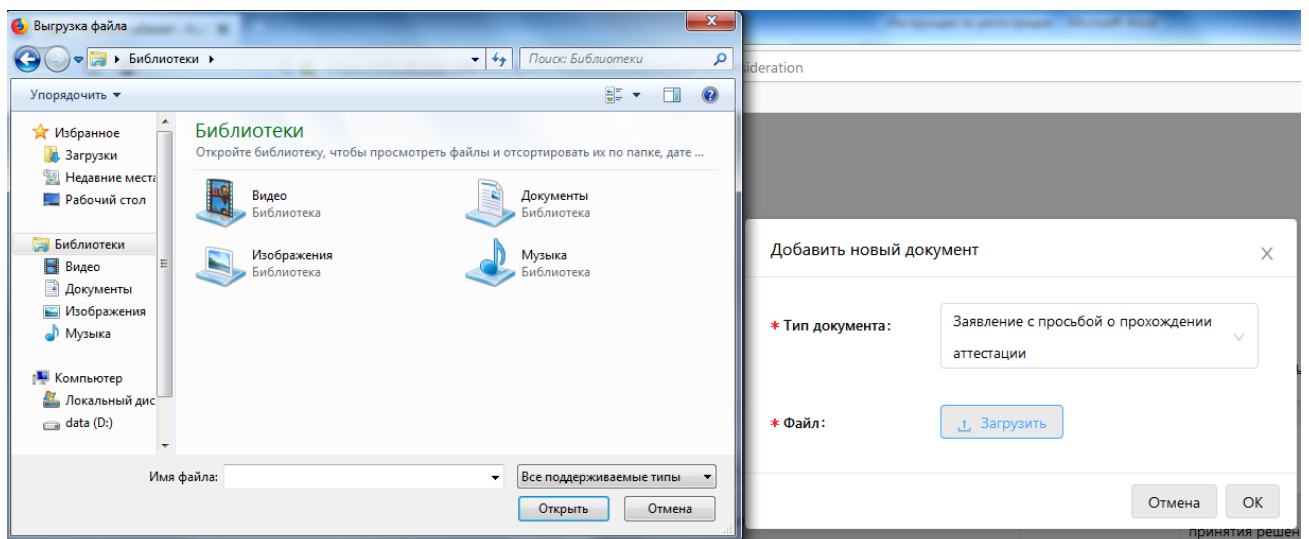 Выгрузка файла
Библиотеки
Поиск: Библиотеки
Упорядочить
Избранное
Загрузки
Недавние места
Рабочий стол
Библиотеки
Видео
Документы
Изображения
Музыка
Компьютер
Локальный дис
data (D:)
Библиотеки
Откройте библиотеку, чтобы просмотреть файлы и отсортировать их по папке, дате ...
Видео
Библиотека
Документы
Библиотека
Изображения
Библиотека
Музыка
Библиотека
Имя файла:
Все поддерживаемые типы
Открыть
Отмена
sideration
Добавить новый документ
* Тип документа:
Заявление с просьбой о прохождении
аттестации
* Файл:
Загрузить
Отмена
OK
принятия решен